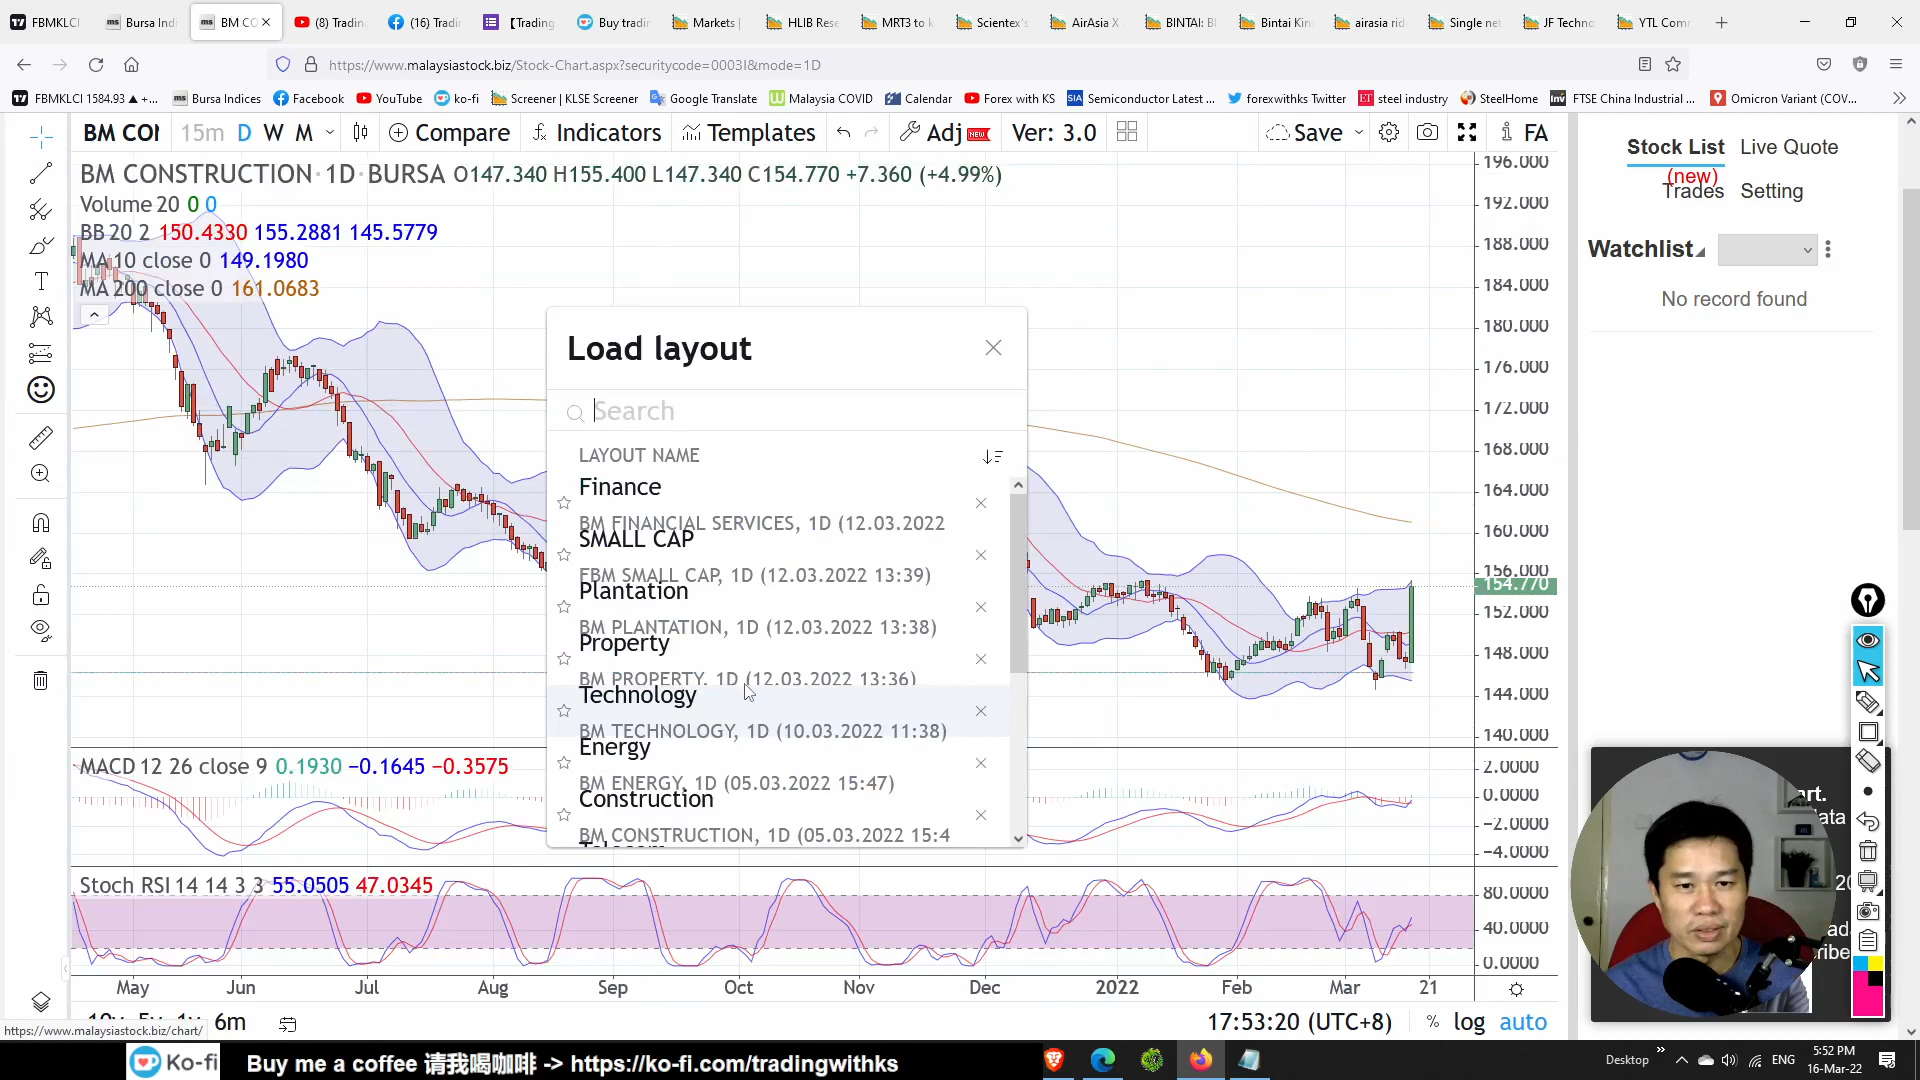 FBMKLC
Bursa Indi
BM CO
(8) Trading
(16) Tradi
【Trading
Buy tradin
Markets |
HLIB Rese
MRT3 to k
Scientex's
AirAsia X
BINTAI: B
Bintai Kin
airasia rid
Single net
JF Techno
YTL Com
https://www.malaysiastock.biz/Stock-Chart.aspx?securitycode=0003I&mode=1D
FBMKLCI 1584.93 ▲ +...
Bursa Indices
Facebook
YouTube
ko-fi
Screener | KLSE Screener
Google Translate
Malaysia COVID
Calendar
Forex with KS
Semiconductor Latest ...
forexwithks Twitter
steel industry
SteelHome
FTSE China Industrial ...
Omicron Variant (COV...
BM CON
15m D W M
Compare
Indicators
Templates
Adj NEW
Ver: 3.0
Save
FA
BM CONSTRUCTION · 1D · BURSA O147.340 H155.400 L147.340 C154.770 +7.360 (+4.99%)
Volume 20 0 0
BB 20 2 150.4330 155.2881 145.5779
MA 10 close 0 149.1980
MA 200 close 0 161.0683
Load layout
Search
LAYOUT NAME
Finance
BM FINANCIAL SERVICES, 1D (12.03.2022
SMALL CAP
FBM SMALL CAP, 1D (12.03.2022 13:39)
Plantation
BM PLANTATION, 1D (12.03.2022 13:38)
Property
BM PROPERTY, 1D (12.03.2022 13:36)
Technology
BM TECHNOLOGY, 1D (10.03.2022 11:38)
Energy
BM ENERGY, 1D (05.03.2022 15:47)
Construction
BM CONSTRUCTION, 1D (05.03.2022 15:4
Telecom
196.000
192.000
188.000
184.000
180.000
176.000
172.000
168.000
164.000
160.000
156.000
154.770
152.000
148.000
144.000
140.000
MACD 12 26 close 9 0.1930 −0.1645 −0.3575
2.0000
0.0000
−2.0000
−4.0000
Stoch RSI 14 14 3 3 55.0505 47.0345
80.0000
40.0000
0.0000
May Jun Jul Aug Sep Oct Nov Dec 2022 Feb Mar 21
10y 5y 1y 6m
17:53:20 (UTC+8) % log auto
https://www.malaysiastock.biz/chart/
Stock List Live Quote
(new)
Trades Setting
Watchlist
No record found
art.
data
20
ada
ribe
Ko-fi
Buy me a coffee 请我喝咖啡 -> https://ko-fi.com/tradingwithks
Desktop
ENG
5:52 PM
16-Mar-22